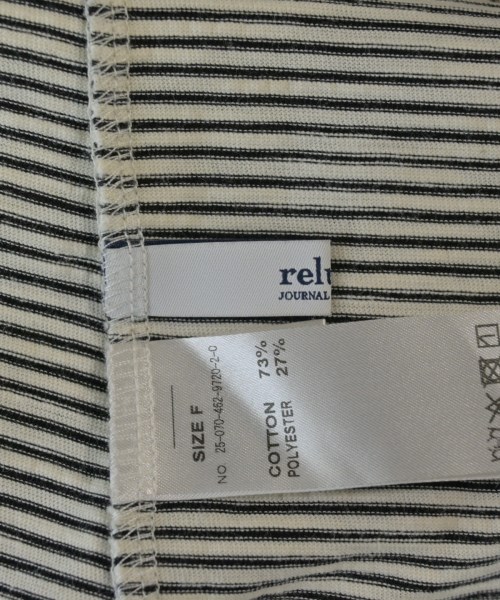 relu
JOURNAL
SIZE F
NO. 25-070-462-9720-2-0
COTTON 73%
POLYESTER 27%